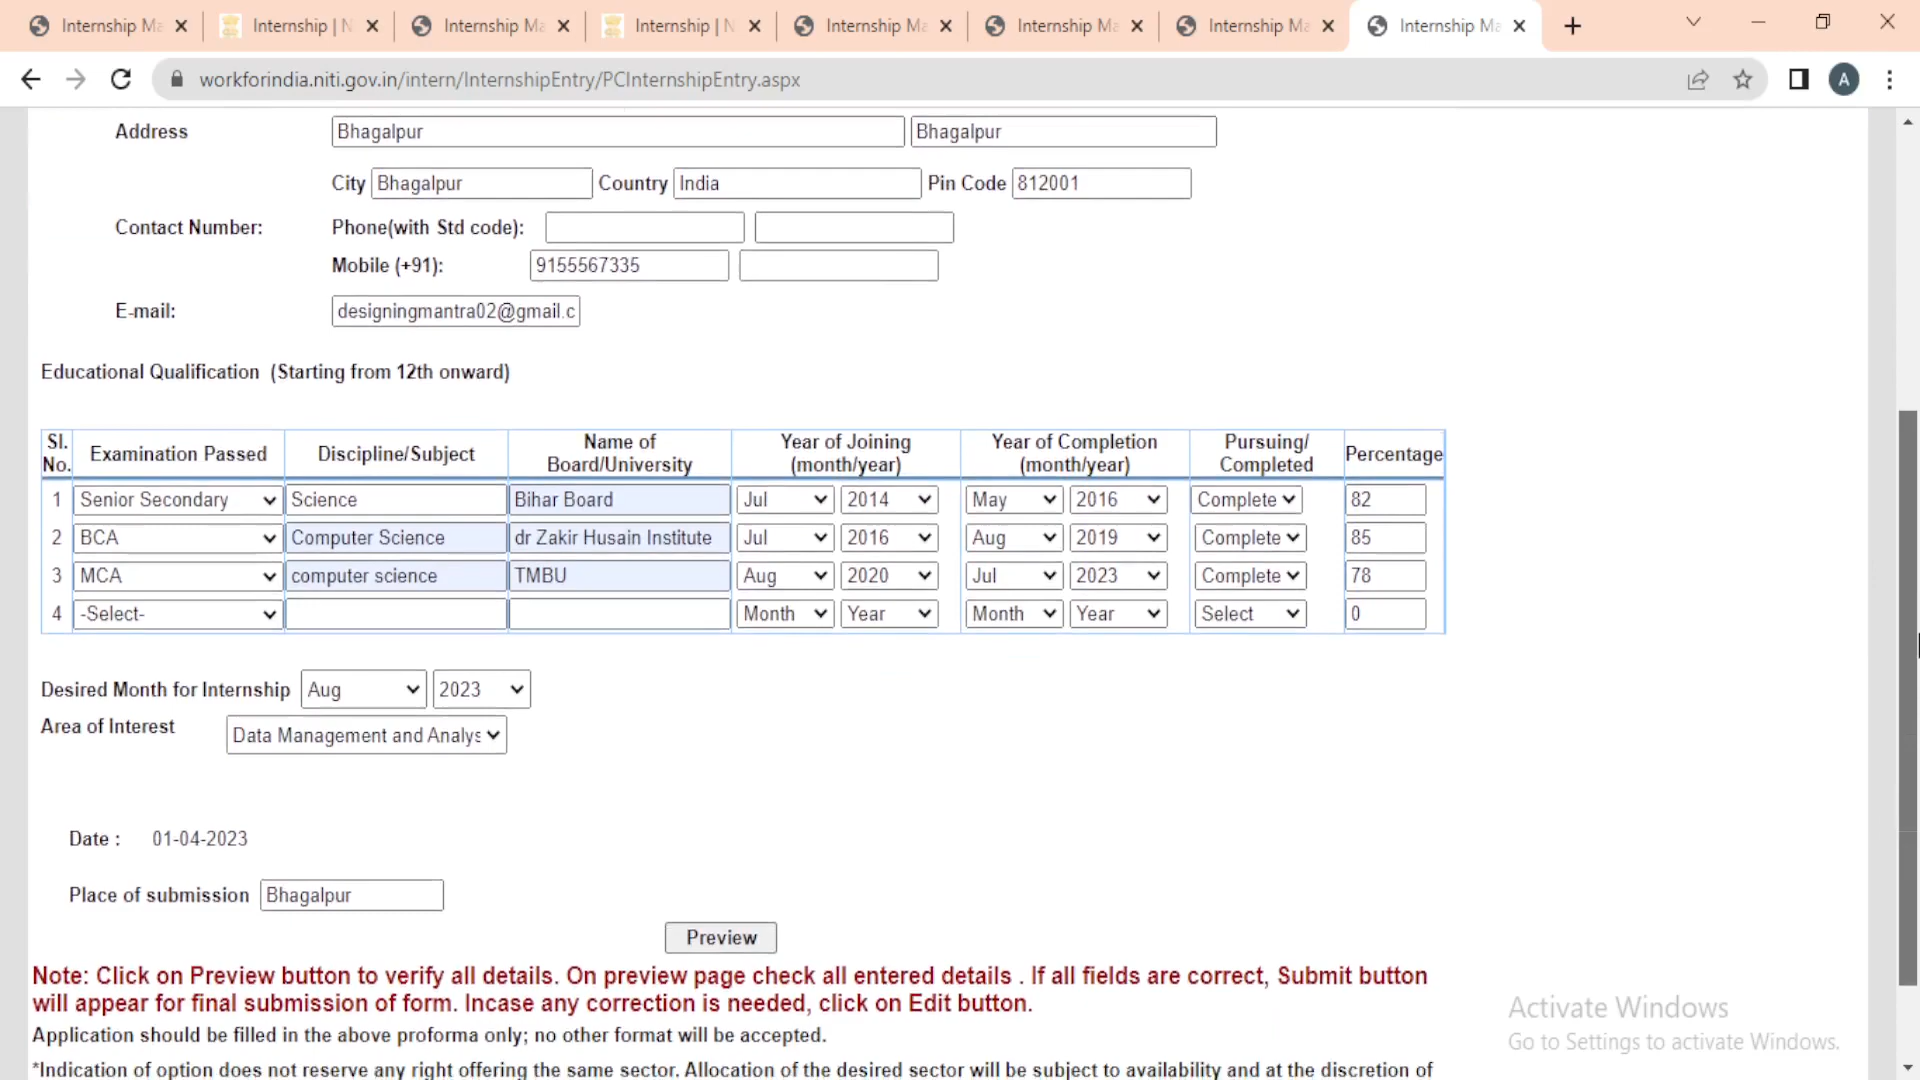 Internship Ma
Internship | N
Internship Ma
Internship | N
Internship Ma
Internship Ma
Internship Ma
Internship Ma
workforindia.niti.gov.in/intern/InternshipEntry/PCInternshipEntry.aspx
A
Address Bhagalpur Bhagalpur
City Bhagalpur Country India Pin Code 812001
Contact Number: Phone(with Std code):
Mobile (+91): 9155567335
E-mail: designingmantra02@gmail.c
Educational Qualification (Starting from 12th onward)
Sl. No. Examination Passed Discipline/Subject Name of Board/University Year of Joining (month/year) Year of Completion (month/year) Pursuing/ Completed Percentage
1 Senior Secondary Science Bihar Board Jul 2014 May 2016 Complete 82
2 BCA Computer Science dr Zakir Husain Institute Jul 2016 Aug 2019 Complete 85
3 MCA computer science TMBU Aug 2020 Jul 2023 Complete 78
4 -Select- Month Year Month Year Select 0
Desired Month for Internship Aug 2023
Area of Interest Data Management and Analys
Date : 01-04-2023
Place of submission Bhagalpur
Preview
Note: Click on Preview button to verify all details. On preview page check all entered details . If all fields are correct, Submit button
will appear for final submission of form. Incase any correction is needed, click on Edit button.
Application should be filled in the above proforma only; no other format will be accepted.
*Indication of option does not reserve any right offering the same sector. Allocation of the desired sector will be subject to availability and at the discretion of
Activate Windows
Go to Settings to activate Windows.